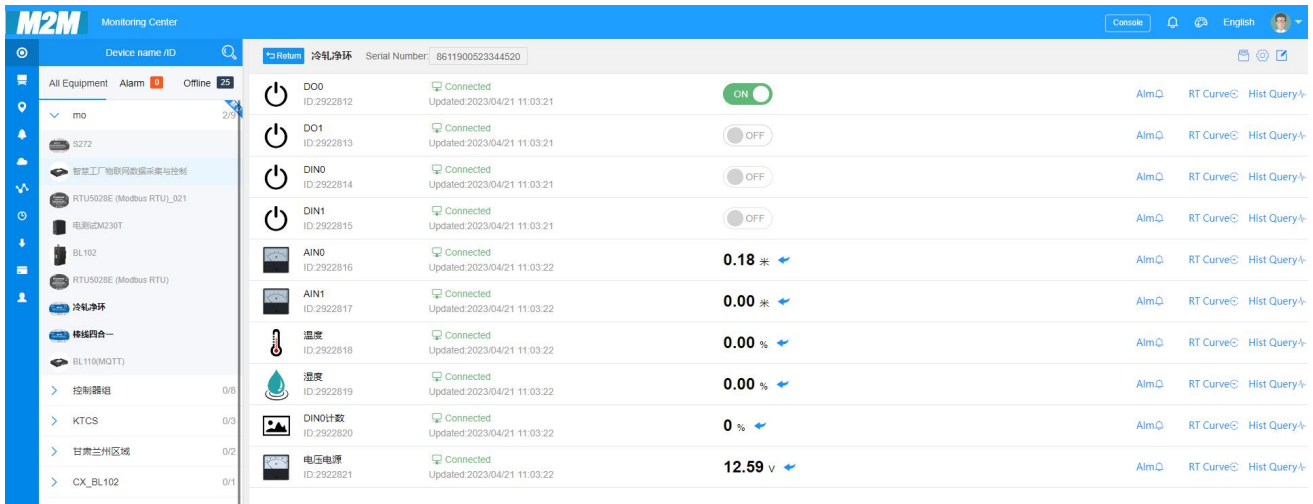 M2M Monitoring Center Console English
Device name /ID
Return 冷轧净环 Serial Number: 8611900523344520
All Equipment Alarm 0 Offline 25
mo 2/9
S272
智慧工厂物联网数据采集与控制
RTU5028E (Modbus RTU)_021
电测试M230T
BL102
RTU5028E (Modbus RTU)
冷轧净环
棒线四合一
BL110(MQTT)
控制器组 0/8
KTCS 0/3
甘肃兰州区域 0/2
CX_BL102 0/1
DO0 Connected ON Alm RT Curve Hist Query
ID:2922812 Updated:2023/04/21 11:03:21
DO1 Connected OFF Alm RT Curve Hist Query
ID:2922813 Updated:2023/04/21 11:03:21
DIN0 Connected OFF Alm RT Curve Hist Query
ID:2922814 Updated:2023/04/21 11:03:21
DIN1 Connected OFF Alm RT Curve Hist Query
ID:2922815 Updated:2023/04/21 11:03:21
AIN0 Connected 0.18 米 Alm RT Curve Hist Query
ID:2922816 Updated:2023/04/21 11:03:22
AIN1 Connected 0.00 米 Alm RT Curve Hist Query
ID:2922817 Updated:2023/04/21 11:03:22
温度 Connected 0.00 % Alm RT Curve Hist Query
ID:2922818 Updated:2023/04/21 11:03:22
湿度 Connected 0.00 % Alm RT Curve Hist Query
ID:2922819 Updated:2023/04/21 11:03:22
DIN0计数 Connected 0 % Alm RT Curve Hist Query
ID:2922820 Updated:2023/04/21 11:03:22
电压电源 Connected 12.59 V Alm RT Curve Hist Query
ID:2922821 Updated:2023/04/21 11:03:22